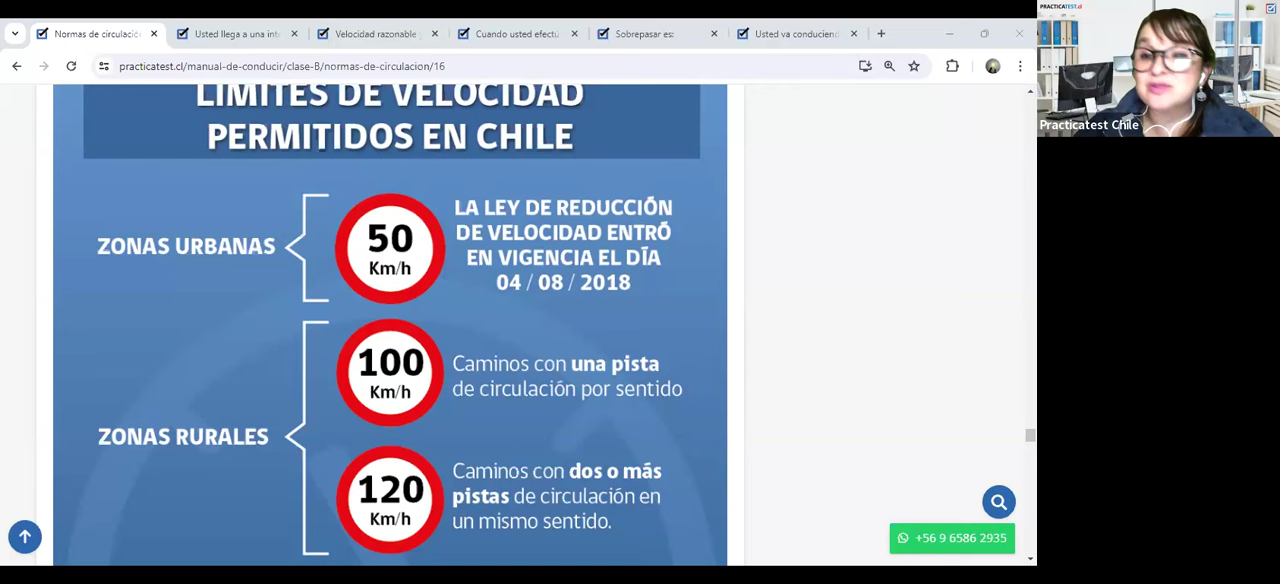 Normas de circulació
Usted llega a una inte
Velocidad razonable
Cuando usted efectú
Sobrepasar es:
Usted va conduciend
practicatest.cl/manual-de-conducir/clase-B/normas-de-circulacion/16
PRACTICATEST.cl
Practicatest Chile
LÍMITES DE VELOCIDAD
PERMITIDOS EN CHILE
ZONAS URBANAS
50
Km/h
LA LEY DE REDUCCIÓN
DE VELOCIDAD ENTRÓ
EN VIGENCIA EL DÍA
04 / 08 / 2018
ZONAS RURALES
100
Km/h
Caminos con una pista
de circulación por sentido
120
Km/h
Caminos con dos o más
pistas de circulación en
un mismo sentido.
+56 9 6586 2935